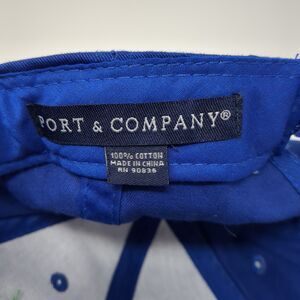 PORT & COMPANY®
100% COTTON
MADE IN CHINA
RN 90836